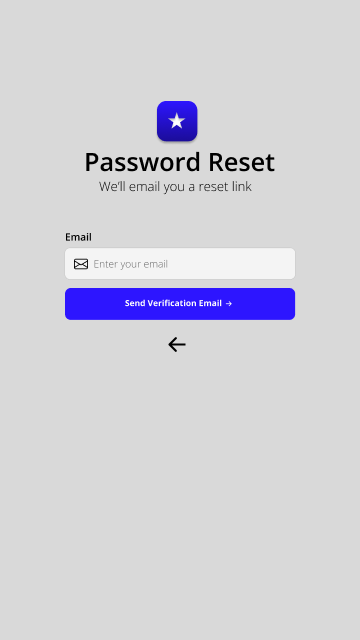 Password Reset
We'll email you a reset link
Email
Enter your email
Send Verification Email →